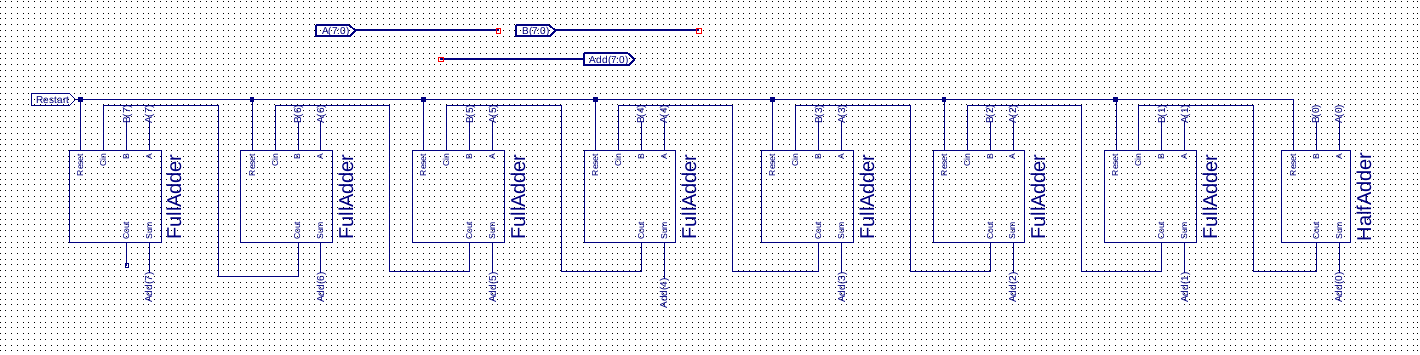 A(7:0) B(7:0)
Add(7:0)
Restart
B(7) A(7) B(6) A(6) B(5) A(5) B(4) A(4) B(3) A(3) B(2) A(2) B(1) A(1) B(0) A(0)
Reset Cin B A Reset Cin B A Reset Cin B A Reset Cin B A Reset Cin B A Reset Cin B A Reset Cin B A Reset B A
FullAdder FullAdder FullAdder FullAdder FullAdder FullAdder FullAdder HalfAdder
Cout Sum Cout Sum Cout Sum Cout Sum Cout Sum Cout Sum Cout Sum Cout Sum
Add(7) Add(6) Add(5) Add(4) Add(3) Add(2) Add(1) Add(0)